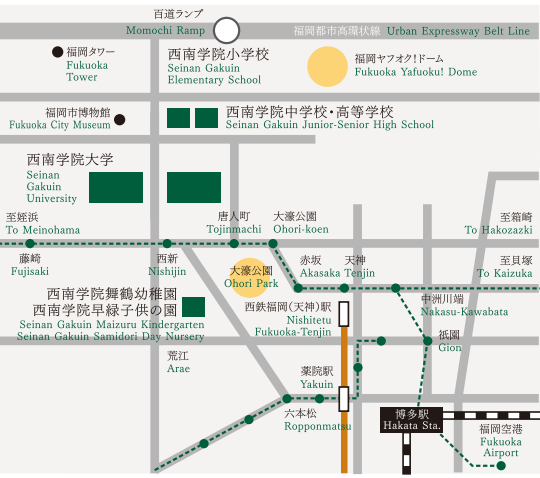 百道ランプ
Momochi Ramp
福岡都市高環状線 Urban Expressway Belt Line
福岡タワー
Fukuoka
Tower
西南学院小学校
Seinan Gakuin
Elementary School
福岡ヤフオク!ドーム
Fukuoka Yafuoku! Dome
福岡市博物館
Fukuoka City Museum
西南学院中学校・高等学校
Seinan Gakuin Junior-Senior High School
西南学院大学
Seinan
Gakuin
University
至姪浜
To Meinohama
唐人町
Tojinmachi
大濠公園
Ohori-koen
至箱崎
To Hakozaki
藤崎
Fujisaki
西新
Nishijin
大濠公園
Ohori Park
赤坂
Akasaka
天神
Tenjin
至貝塚
To Kaizuka
西南学院舞鶴幼稚園
西南学院早緑子供の園
Seinan Gakuin Maizuru Kindergarten
Seinan Gakuin Samidori Day Nursery
西鉄福岡(天神)駅
Nishitetu
Fukuoka-Tenjin
中洲川端
Nakasu-Kawabata
祇園
Gion
荒江
Arae
薬院駅
Yakuin
六本松
Ropponmatsu
博多駅
Hakata Sta.
福岡空港
Fukuoka
Airport